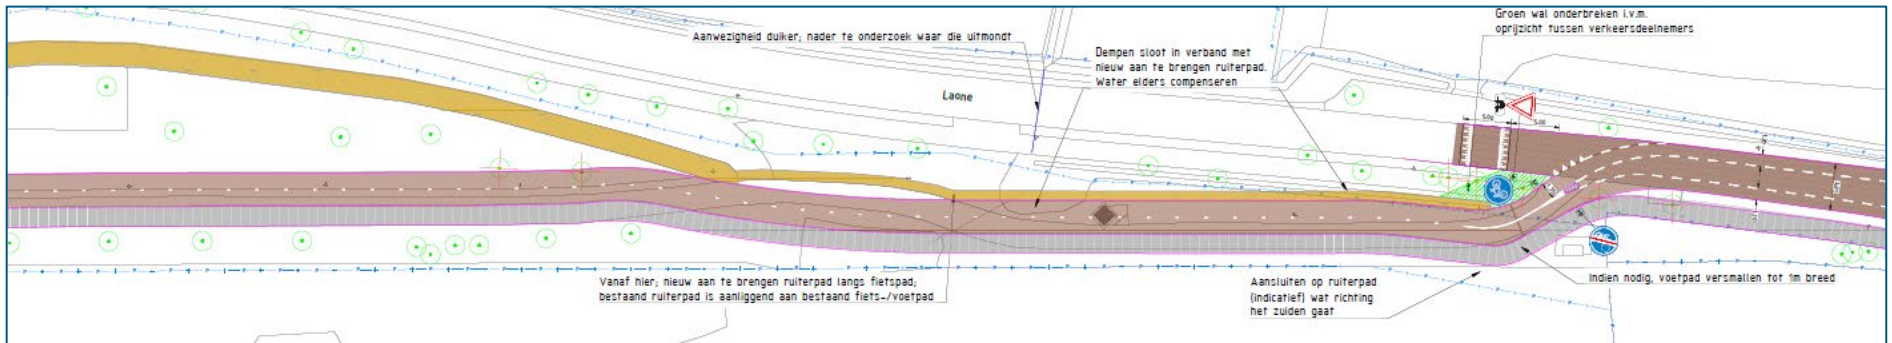 Groen wal onderbreken i.v.m.
oprijzicht tussen verkeersdeelnemers
Aanwezigheid duiker; nader te onderzoek waar die uitmondt
Dempen sloot in verband met
nieuw aan te brengen ruiterpad.
Water elders compenseren
Laone
5.00
5.00
Vanaf hier; nieuw aan te brengen ruiterpad langs fietspad;
bestaand ruiterpad is aanliggend aan bestaand fiets-/voetpad
Aansluiten op ruiterpad
(indicatief) wat richting
het zuiden gaat
Indien nodig, voetpad versmallen tot 1m breed